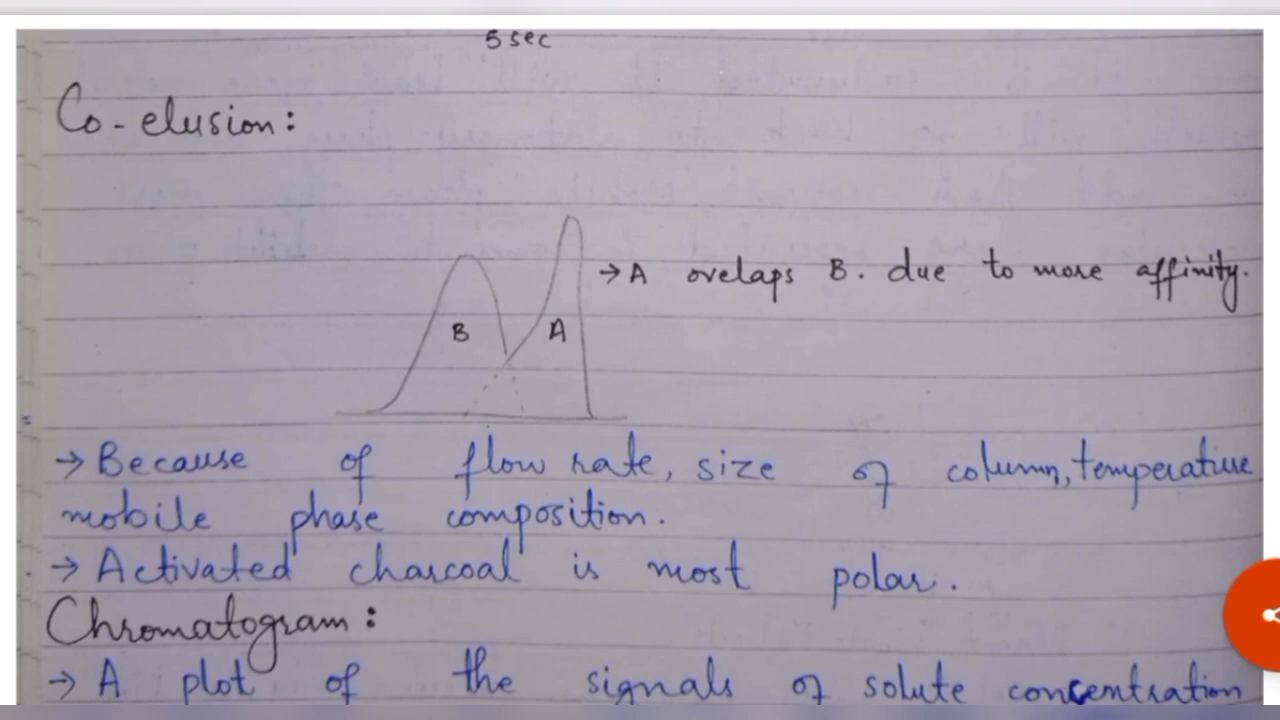 5 sec
Co-elusion:
→ A ovelaps B. due to more affinity.
B
A
→ Because of flow rate, size of column, temperature
mobile phase composition.
→ Activated charcoal is most polar.
Chromatogram:
→ A plot of the signals of solute concentration